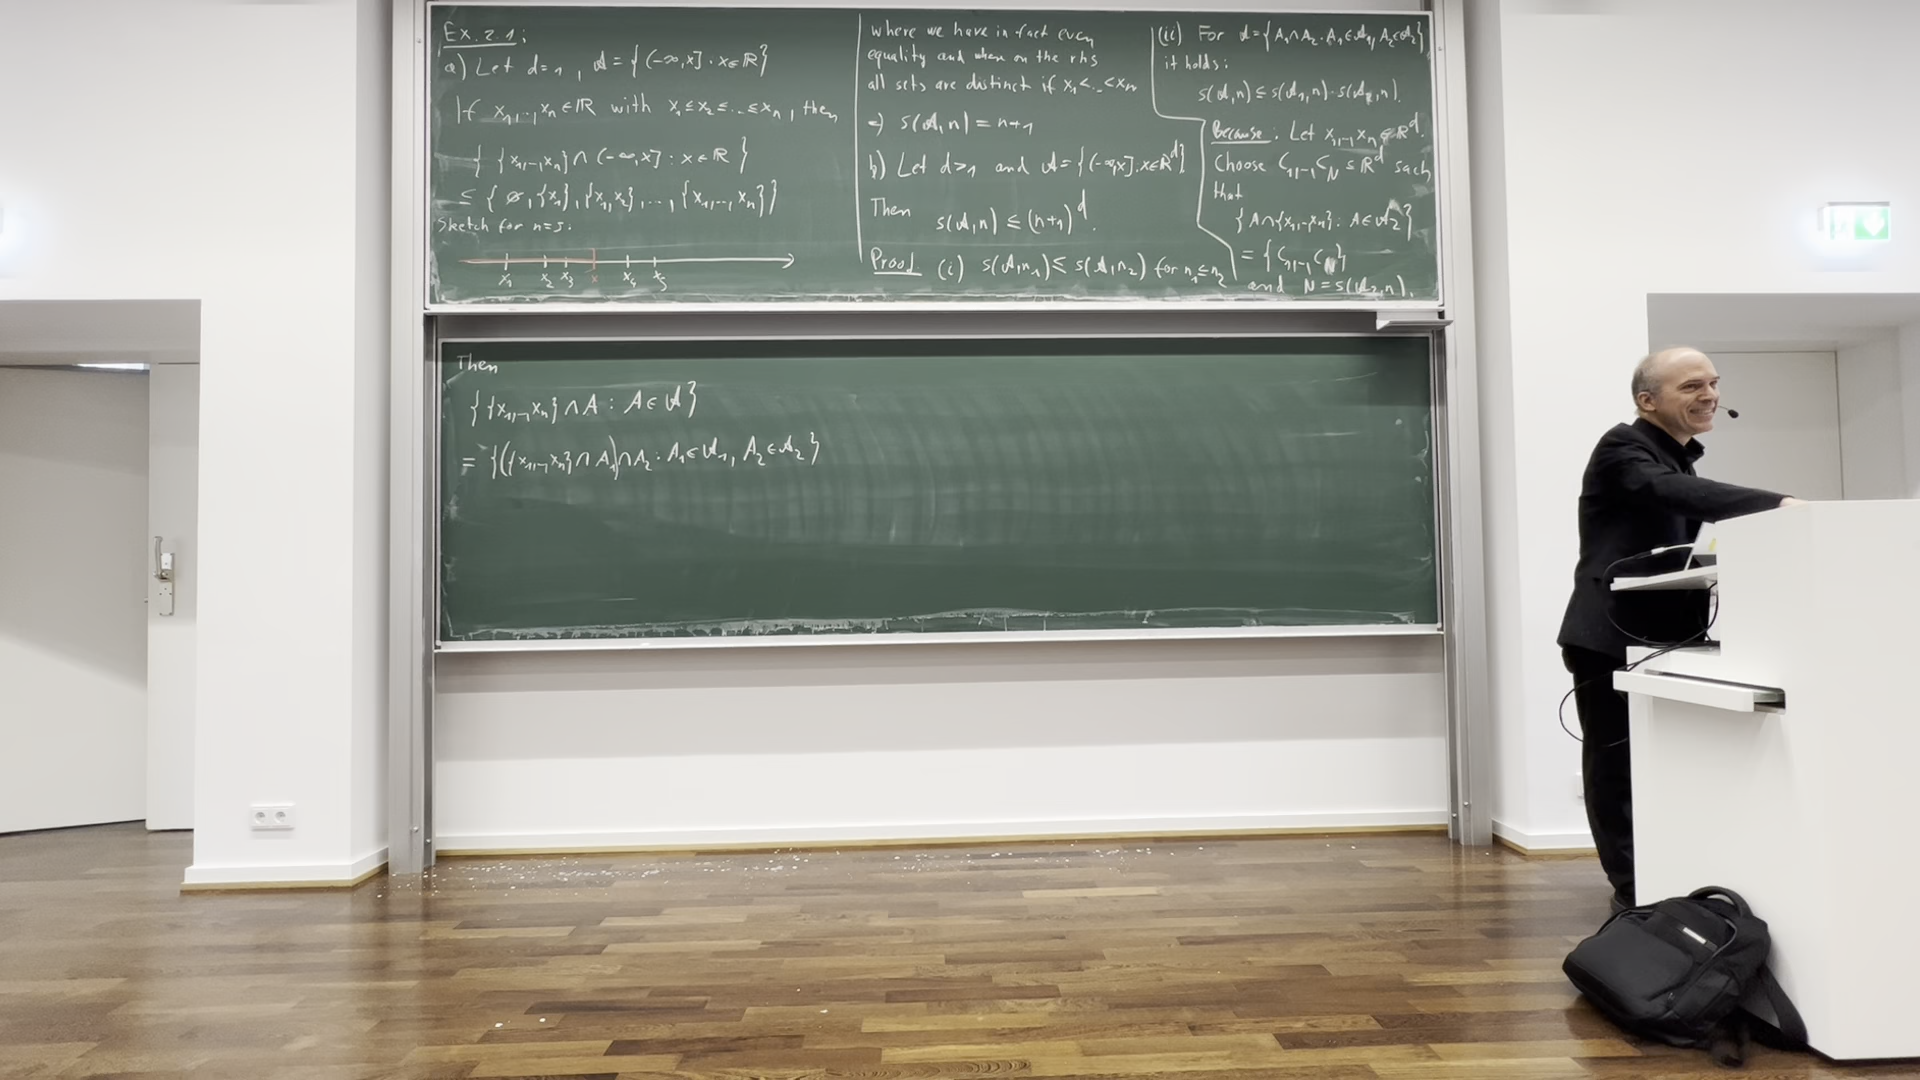 Ex. 2.1:
a) Let d=1, 𝒜 = { (-∞,x] : x∈ℝ }
If x₁,..,xₙ ∈ ℝ with x₁≤x₂≤...≤xₙ, then
{ {x₁,...,xₙ} ∩ (-∞,x] : x∈ℝ }
⊆ { ∅, {x₁}, {x₁,x₂}, ..., {x₁,...,xₙ} }
Sketch for n=5:
x₁ x₂ x₃ x x₄ x₅
where we have in fact even
equality and when on the rhs
all sets are distinct if x₁<...<xₙ
⇒ s(𝒜,n) = n+1
b) Let d>1 and 𝒜 = {(-∞,x] : x∈ℝᵈ}
Then
s(𝒜,n) ≤ (n+1)ᵈ.
Proof (i) s(𝒜,n₁) ≤ s(𝒜,n₂) for n₁≤n₂
(ii) For 𝒜 = {A₁∩A₂ : A₁∈𝒜₁, A₂∈𝒜₂}
it holds:
s(𝒜,n) ≤ s(𝒜₁,n)·s(𝒜₂,n).
Because: Let x₁,...,xₙ ∈ ℝᵈ.
Choose C₁,...,C_N ⊆ ℝᵈ such
that
{A∩{x₁,...,xₙ} : A∈𝒜₂}
= {C₁,...,C_N}
and N = s(𝒜₂,n).
Then
{ {x₁,...,xₙ} ∩ A : A∈𝒜 }
= {({x₁,...,xₙ} ∩ A₁) ∩ A₂ : A₁∈𝒜₁, A₂∈𝒜₂}